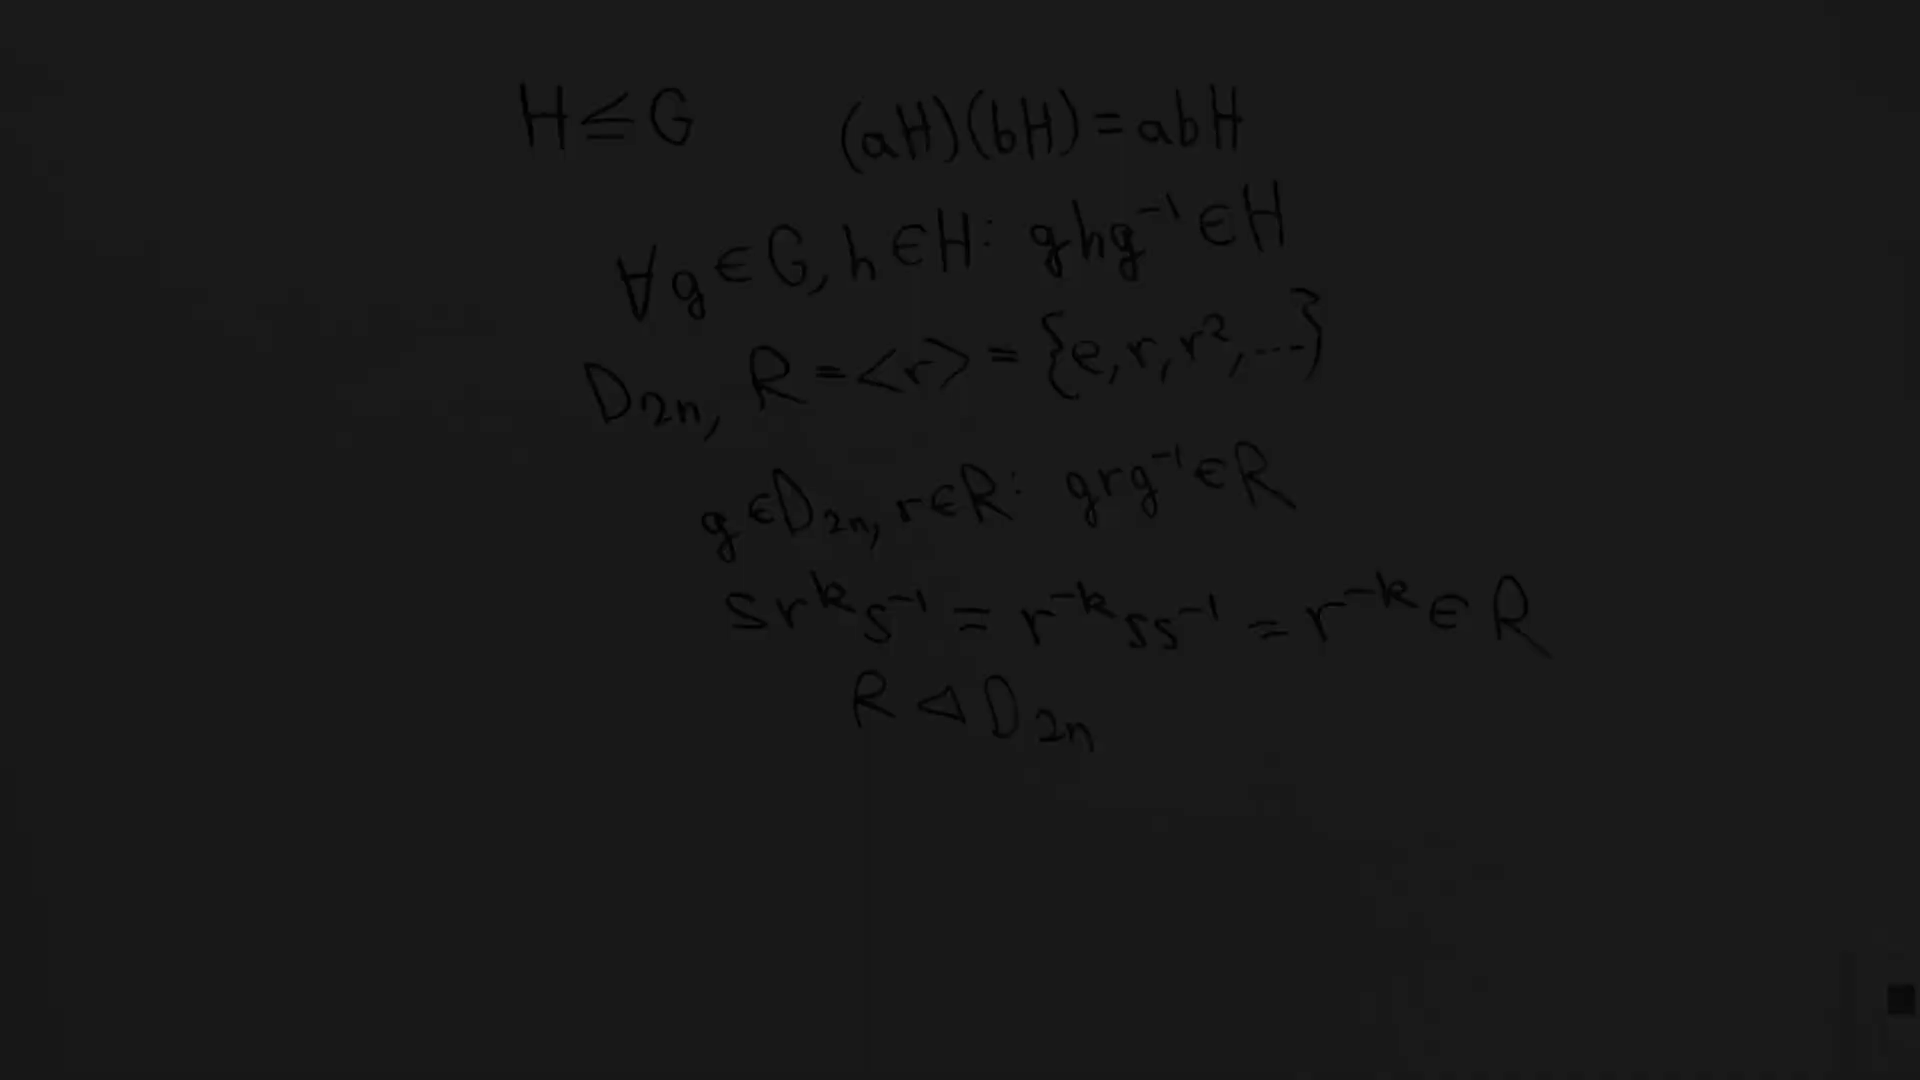 H ≤ G (aH)(bH) = abH
∀g ∈ G, h ∈ H: ghg⁻¹ ∈ H
D₂ₙ, R = <r> = {e, r, r², ...}
g ∈ D₂ₙ, r ∈ R: grg⁻¹ ∈ R
srᵏs⁻¹ = r⁻ᵏss⁻¹ = r⁻ᵏ ∈ R
R ⊲ D₂ₙ